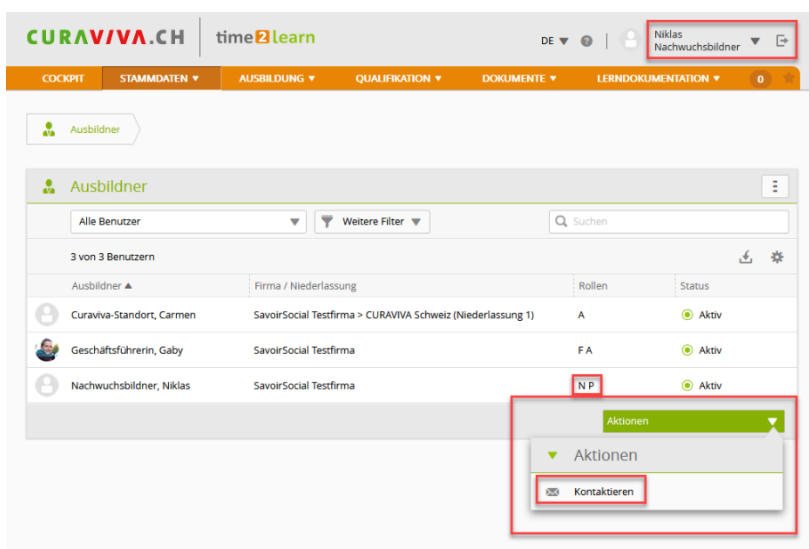 CURAVIVA.CH time2learn DE Niklas Nachwuchsbildner
COCKPIT STAMMDATEN AUSBILDUNG QUALIFIKATION DOKUMENTE LERNDOKUMENTATION 0
Ausbildner
Ausbildner
Alle Benutzer Weitere Filter Suchen
3 von 3 Benutzern
Ausbildner Firma / Niederlassung Rollen Status
Curaviva-Standort, Carmen SavoirSocial Testfirma > CURAVIVA Schweiz (Niederlassung 1) A Aktiv
Geschäftsführerin, Gaby SavoirSocial Testfirma F A Aktiv
Nachwuchsbildner, Niklas SavoirSocial Testfirma N P Aktiv
Aktionen
Aktionen
Kontaktieren